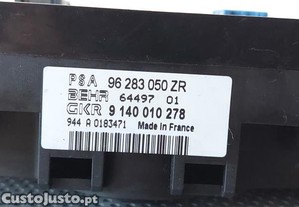 PSA 96 283 050 ZR
BEHR 64497 01
GKR 9 140 010 278
944 A 0183471 Made in France
CustoJusto.pt